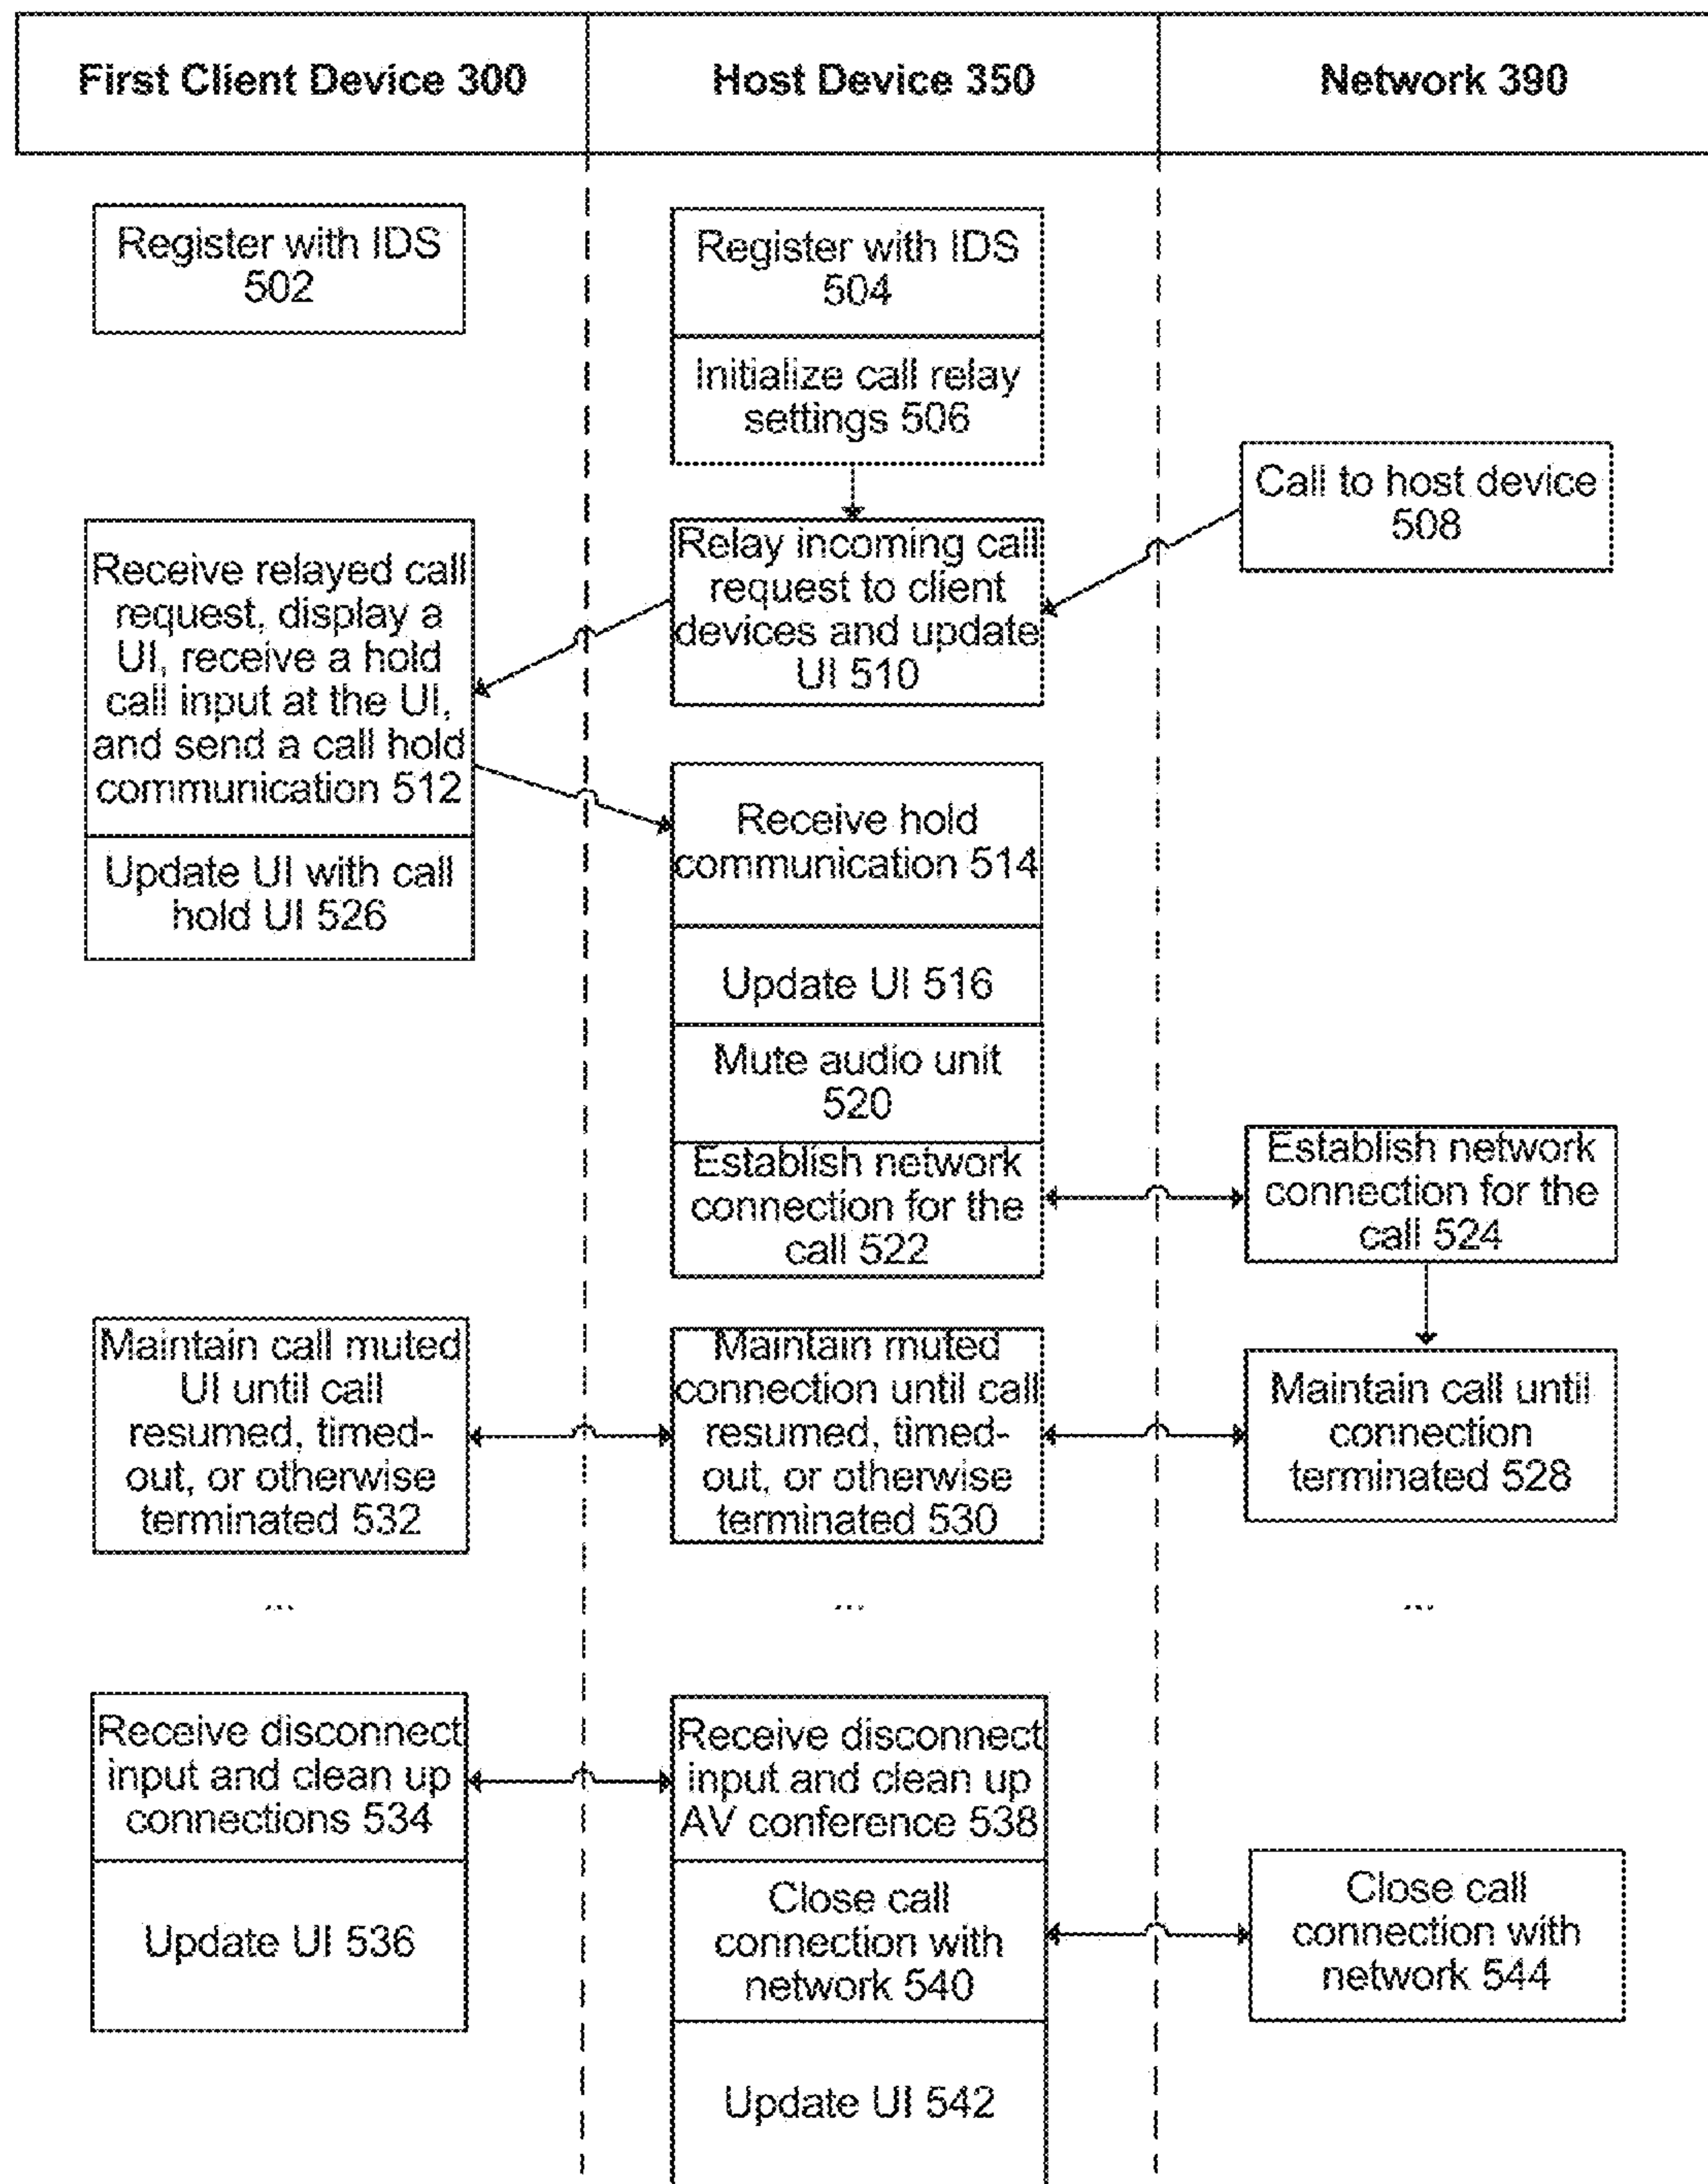 First Client Device 300
Host Device 350
Network 390
Register with IDS
502
Register with IDS
504
Initialize call relay
settings 506
Call to host device
508
Relay incoming call
request to client
devices and update
UI 510
Receive relayed call
request, display a
UI, receive a hold
call input at the UI,
and send a call hold
communication 512
Update UI with call
hold UI 526
Receive hold
communication 514
Update UI 516
Mute audio unit
520
Establish network
connection for the
call 522
Establish network
connection for the
call 524
Maintain call muted
UI until call
resumed, timed-
out, or otherwise
terminated 532
Maintain muted
connection until call
resumed, timed-
out, or otherwise
terminated 530
Maintain call until
connection
terminated 528
...
...
...
Receive disconnect
input and clean up
connections 534
Update UI 536
Receive disconnect
input and clean up
AV conference 538
Close call
connection with
network 540
Update UI 542
Close call
connection with
network 544